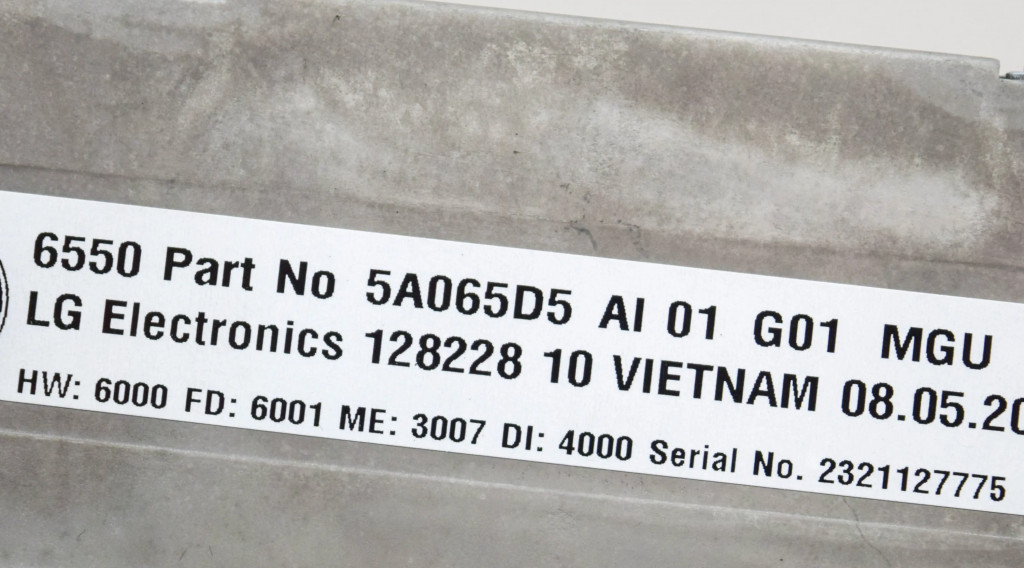 6550 Part No 5A065D5 AI 01 G01 MGU
LG Electronics 128228 10 VIETNAM 08.05.20
HW: 6000 FD: 6001 ME: 3007 DI: 4000 Serial No. 2321127775